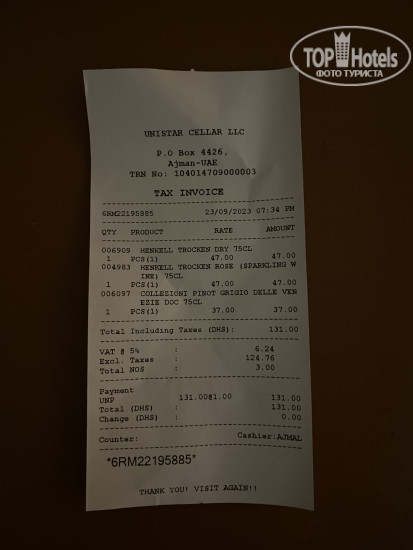 TOP Hotels
ФОТО ТУРИСТА
UNISTAR CELLAR LLC
P.O Box 4426,
Ajman-UAE
TRN No: 104014709000003
TAX INVOICE
6RM22195885 23/09/2023 07:34 PM
QTY PRODUCT RATE AMOUNT
006909 HENKELL TROCKEN DRY 75CL
1 PCS(1) 47.00 47.00
004983 HENKELL TROCKEN ROSE (SPARKLING W
INE) 75CL
1 PCS(1) 47.00 47.00
006097 COLLEZIONI PINOT GRIGIO DELLE VEN
EZIE DOC 75CL
1 PCS(1) 37.00 37.00
Total Including Taxes (DHS): 131.00
VAT @ 5% : 6.24
Excl. Taxes : 124.76
Total NOS : 3.00
Payment
UNP 131.00@1.00 131.00
Total (DHS) : 131.00
Change (DHS) : 0.00
Counter: Cashier:AJMAL
*6RM22195885*
THANK YOU! VISIT AGAIN!!